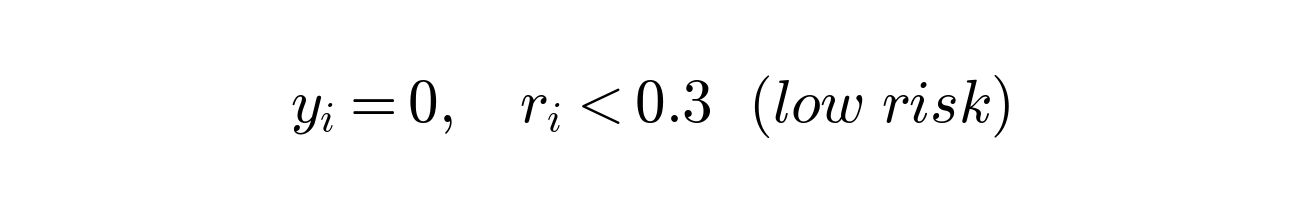 yᵢ = 0, rᵢ < 0.3 (low risk)